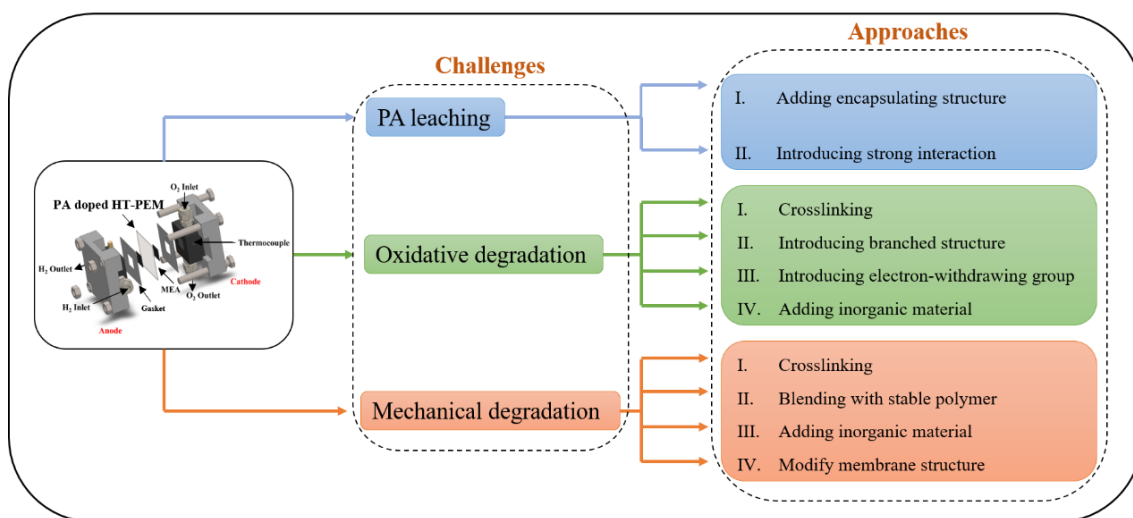 Approaches
Challenges
PA leaching
I. Adding encapsulating structure
II. Introducing strong interaction
O₂ Inlet
PA doped HT-PEM
Thermocouple
H₂ Outlet
MEA
Cathode
H₂ Inlet
Gasket
O₂ Outlet
Anode
Oxidative degradation
I. Crosslinking
II. Introducing branched structure
III. Introducing electron-withdrawing group
IV. Adding inorganic material
Mechanical degradation
I. Crosslinking
II. Blending with stable polymer
III. Adding inorganic material
IV. Modify membrane structure